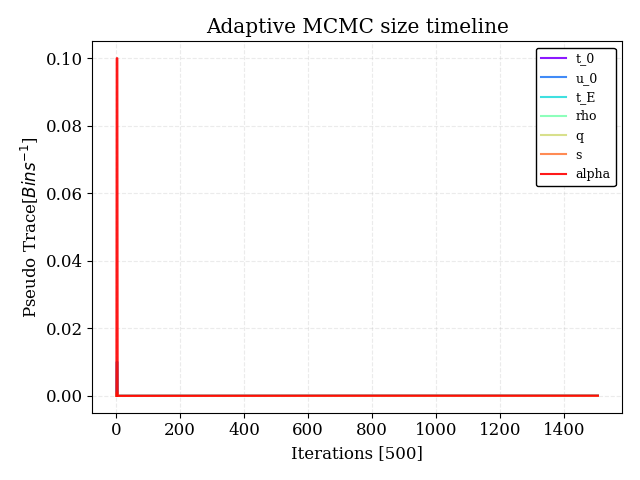 Adaptive MCMC size timeline
Pseudo Trace[Bins⁻¹]
0.10
0.08
0.06
0.04
0.02
0.00
t_0
u_0
t_E
rho
q
s
alpha
0 200 400 600 800 1000 1200 1400
Iterations [500]